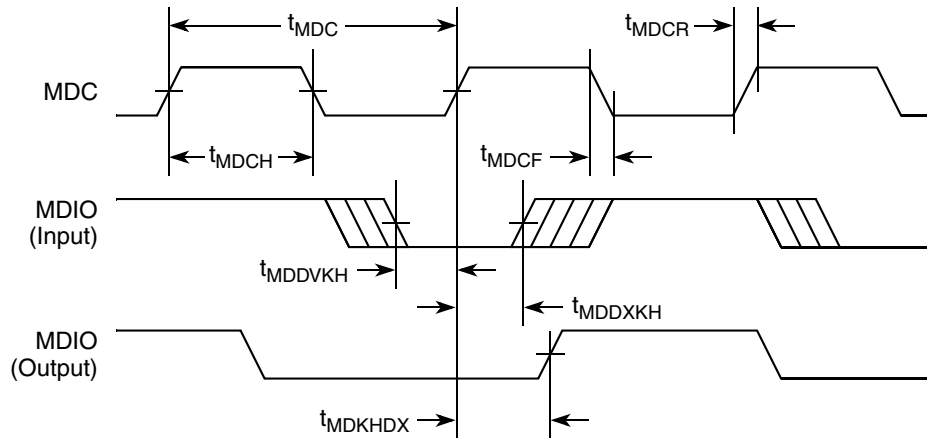 tMDC
tMDCR
MDC
tMDCH
tMDCF
MDIO
(Input)
tMDDVKH
tMDDXKH
MDIO
(Output)
tMDKHDX